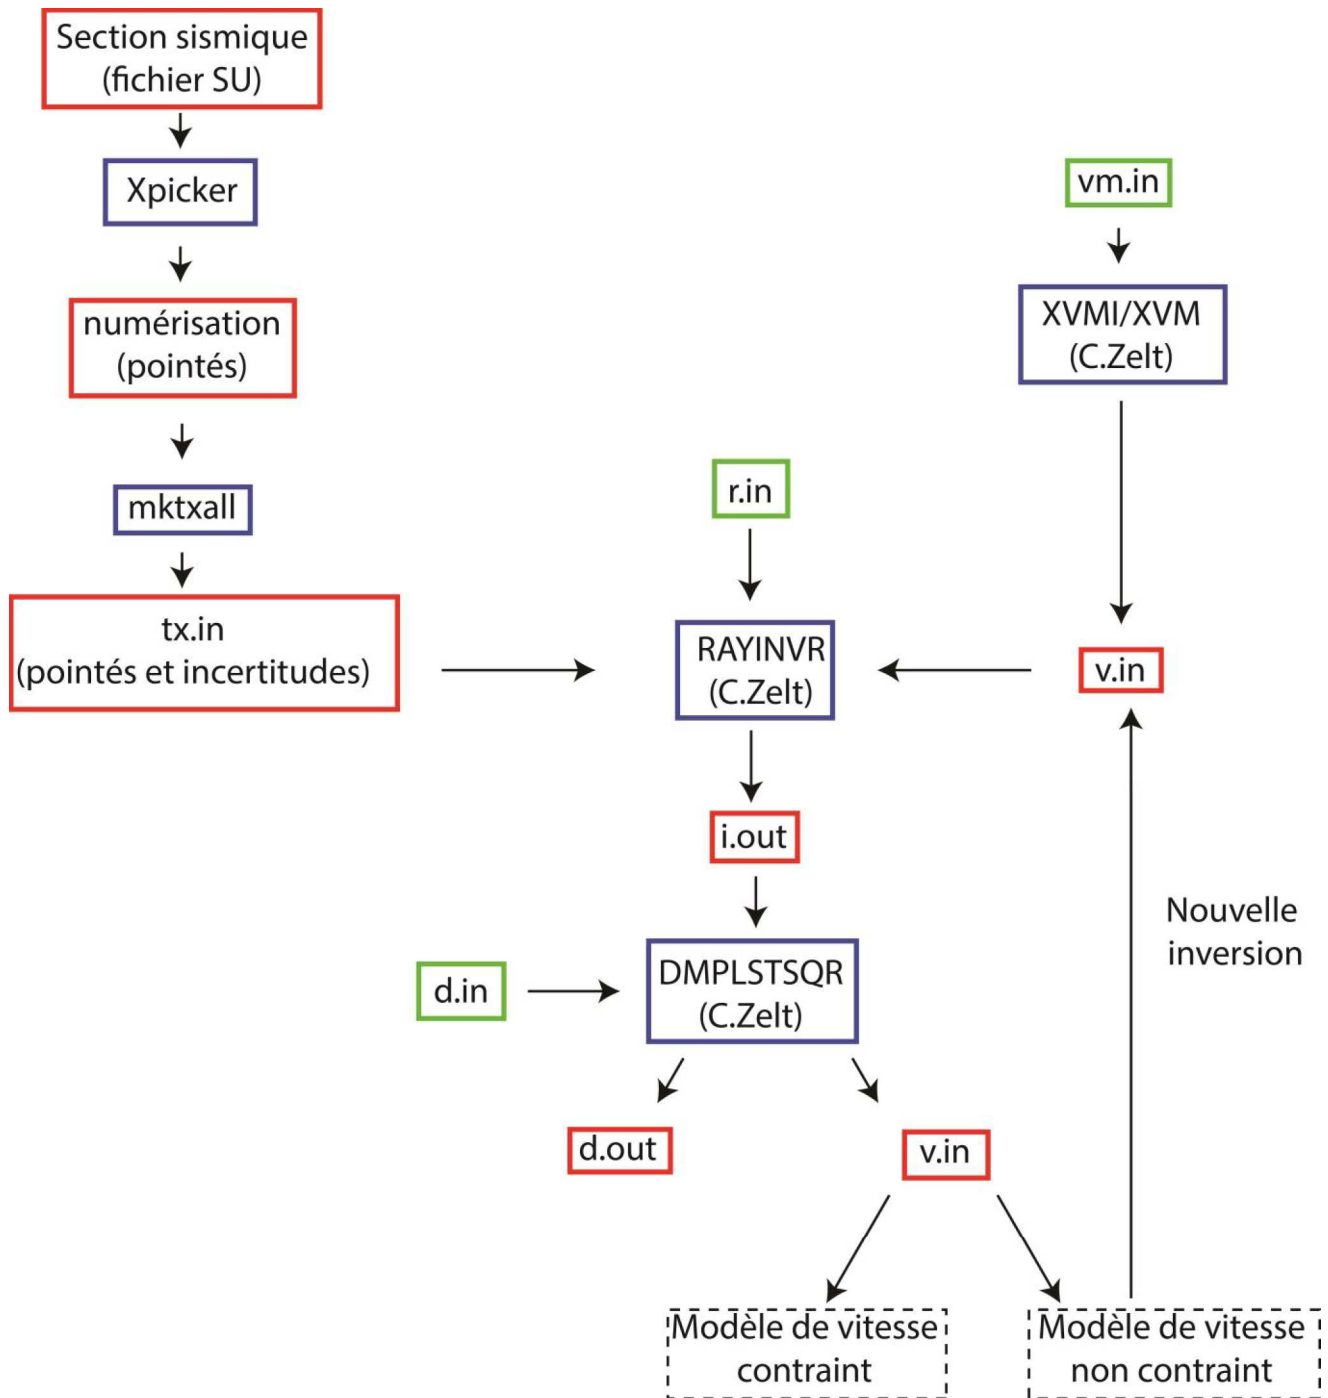 Section sismique
(fichier SU)
Xpicker
numérisation
(pointés)
mktxall
tx.in
(pointés et incertitudes)
vm.in
XVMI/XVM
(C.Zelt)
r.in
RAYINVR
(C.Zelt)
v.in
i.out
Nouvelle
inversion
d.in
DMPLSTSQR
(C.Zelt)
d.out
v.in
Modèle de vitesse
contraint
Modèle de vitesse
non contraint